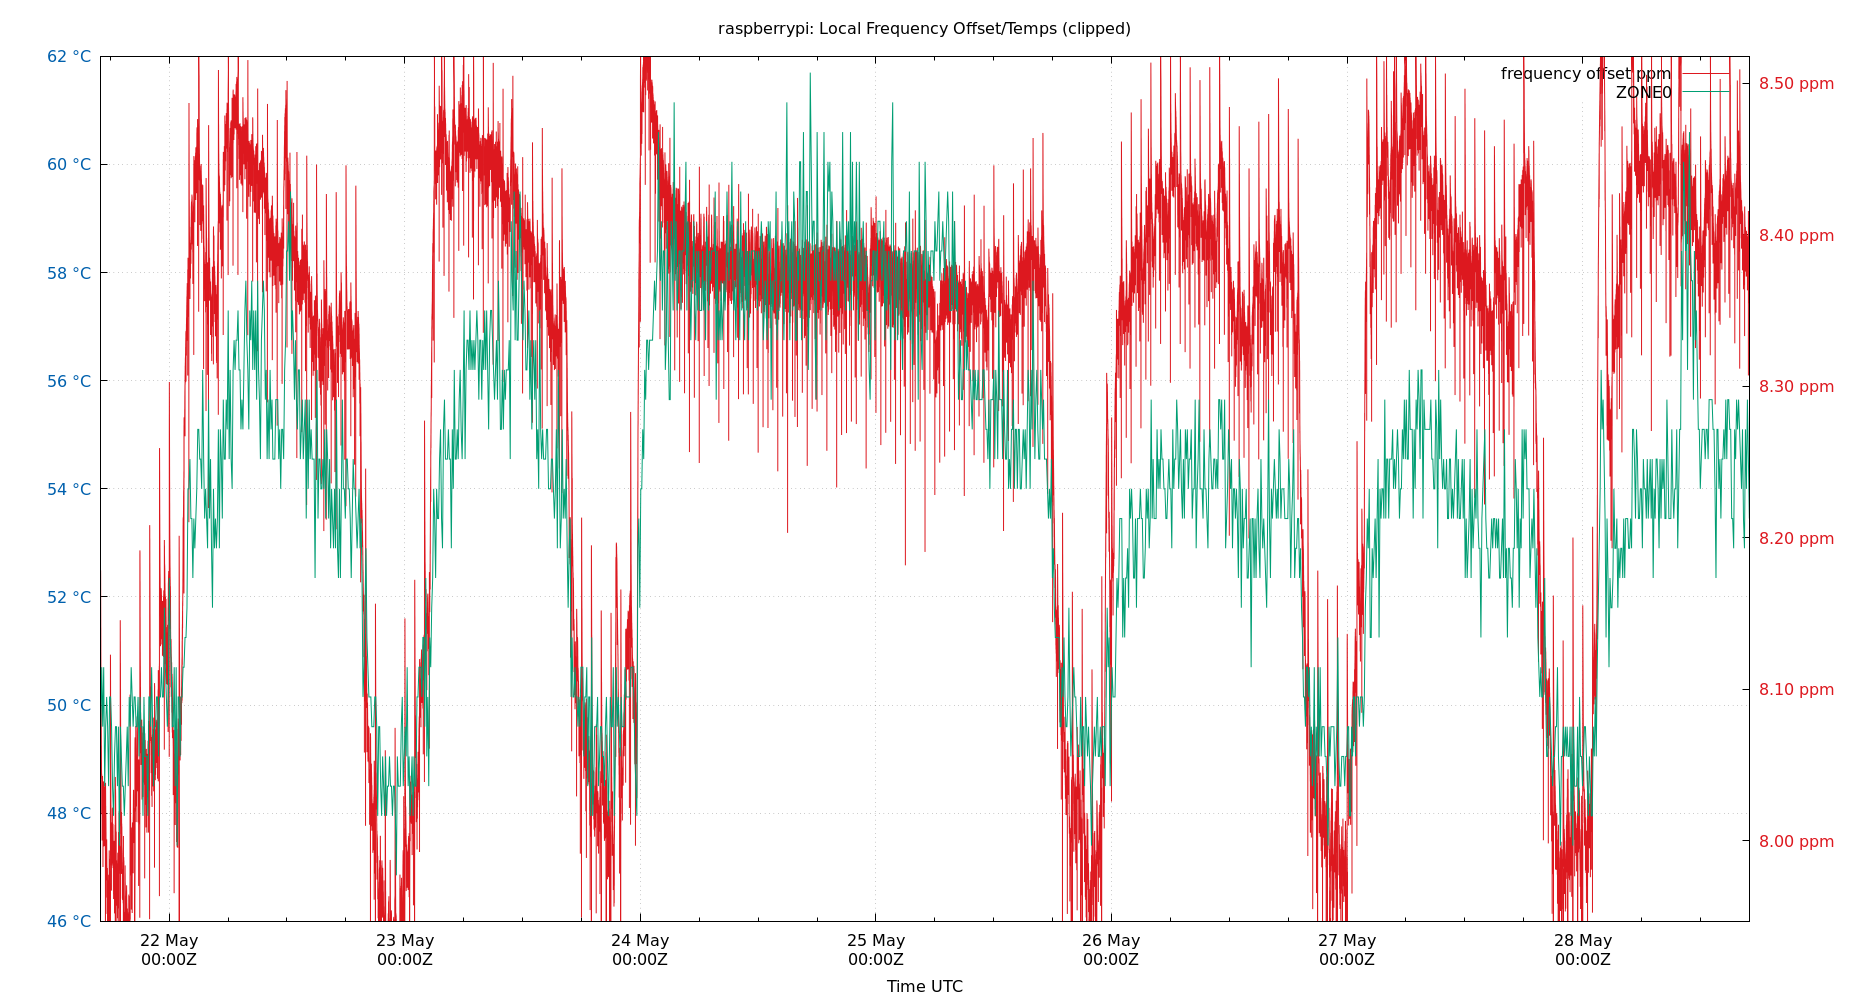 raspberrypi: Local Frequency Offset/Temps (clipped)
62 °C
60 °C
58 °C
56 °C
54 °C
52 °C
50 °C
48 °C
46 °C
frequency offset ppm
ZONE0
8.50 ppm
8.40 ppm
8.30 ppm
8.20 ppm
8.10 ppm
8.00 ppm
22 May 23 May 24 May 25 May 26 May 27 May 28 May
00:00Z 00:00Z 00:00Z 00:00Z 00:00Z 00:00Z 00:00Z
Time UTC